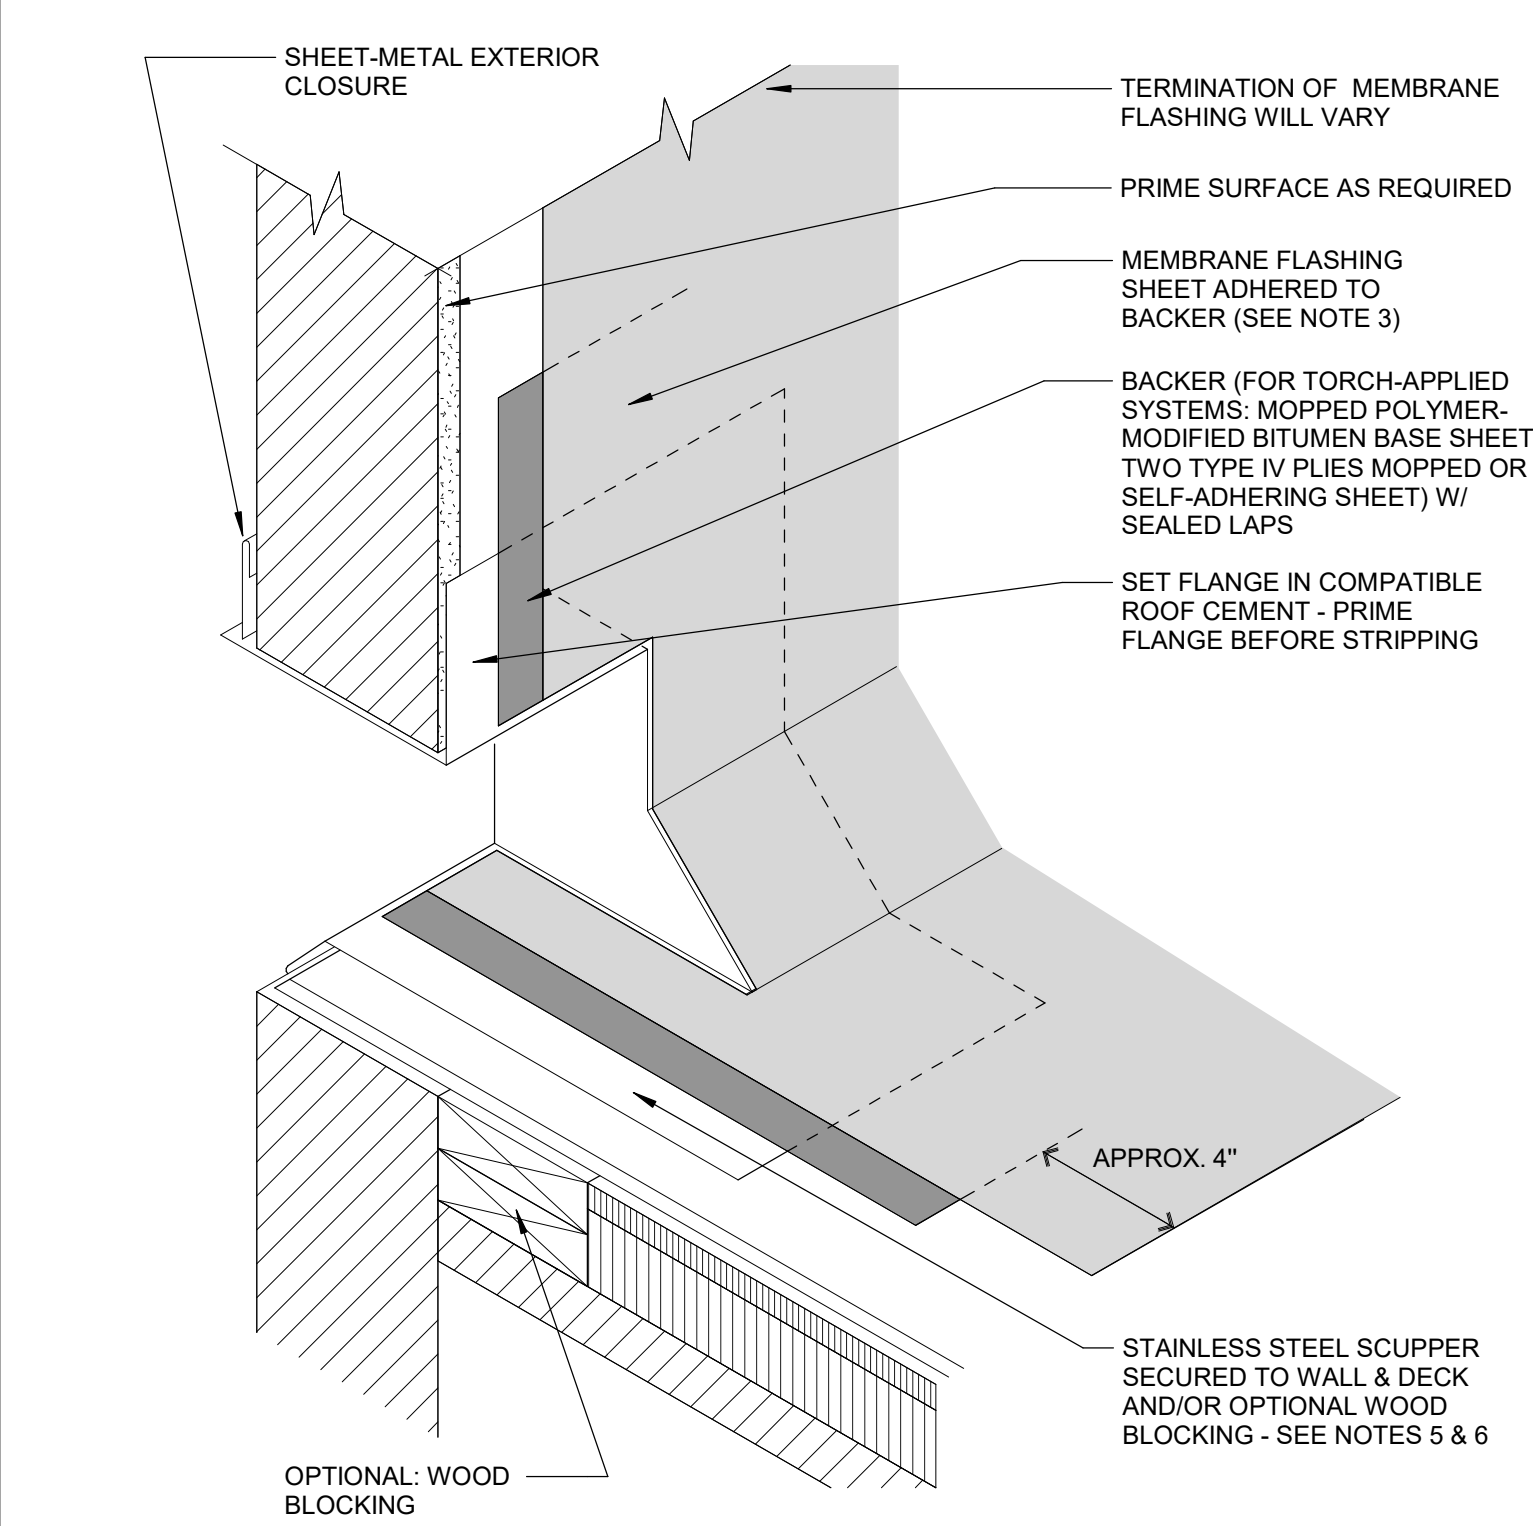 SHEET-METAL EXTERIOR
CLOSURE
TERMINATION OF MEMBRANE
FLASHING WILL VARY
PRIME SURFACE AS REQUIRED
MEMBRANE FLASHING
SHEET ADHERED TO
BACKER (SEE NOTE 3)
BACKER (FOR TORCH-APPLIED
SYSTEMS: MOPPED POLYMER-
MODIFIED BITUMEN BASE SHEET
TWO TYPE IV PLIES MOPPED OR
SELF-ADHERING SHEET) W/
SEALED LAPS
SET FLANGE IN COMPATIBLE
ROOF CEMENT - PRIME
FLANGE BEFORE STRIPPING
APPROX. 4"
STAINLESS STEEL SCUPPER
SECURED TO WALL & DECK
AND/OR OPTIONAL WOOD
BLOCKING - SEE NOTES 5 & 6
OPTIONAL: WOOD
BLOCKING